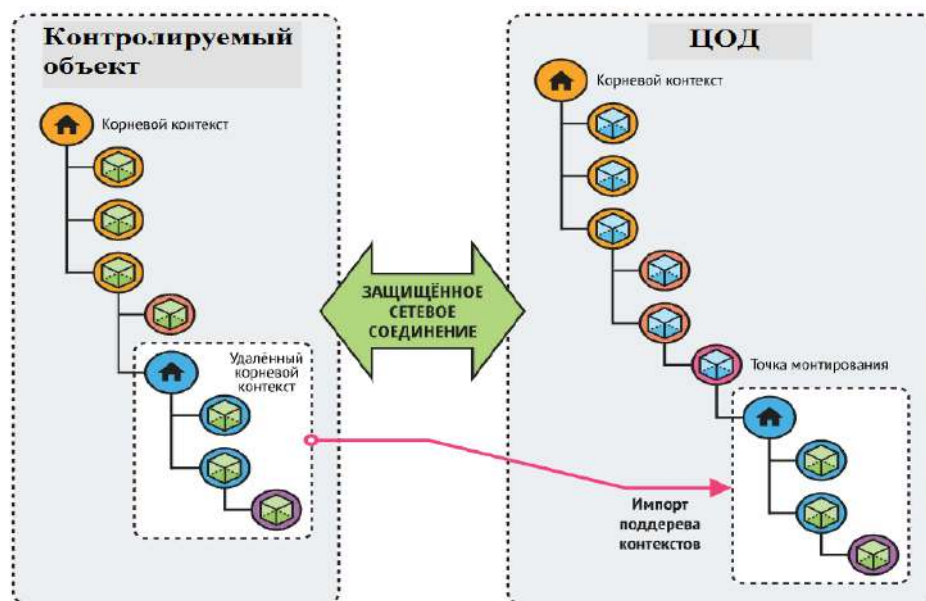 Контролируемый
объект
Корневой контекст
Удалённый
корневой
контекст
ЗАЩИЩЁННОЕ
СЕТЕВОЕ
СОЕДИНЕНИЕ
ЦОД
Корневой контекст
Точка монтирования
Импорт
поддерева
контекстов